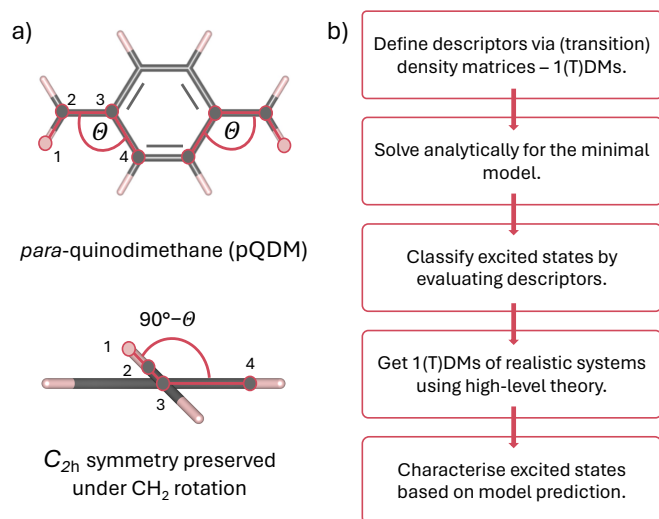 a)
2
3
Θ
Θ
1
4
para-quinodimethane (pQDM)
90°−Θ
1
2
3
4
C2h symmetry preserved
under CH2 rotation
b)
Define descriptors via (transition)
density matrices – 1(T)DMs.
Solve analytically for the minimal
model.
Classify excited states by
evaluating descriptors.
Get 1(T)DMs of realistic systems
using high-level theory.
Characterise excited states
based on model prediction.